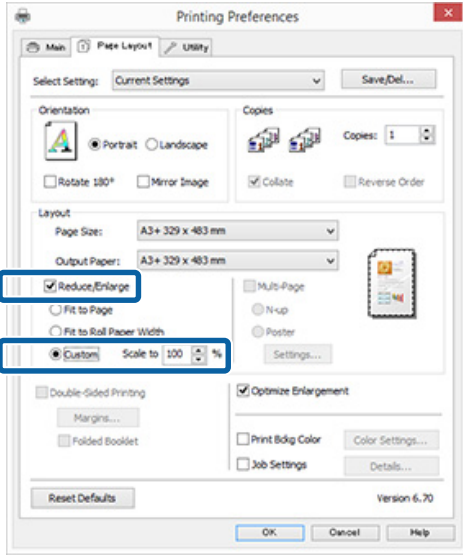 Printing Preferences
Main Page Layout Utility
Select Setting: Current Settings Save/Del...
Orientation Copies
Portrait Landscape Copies: 1
Rotate 180° Mirror Image Collate Reverse Order
Layout
Page Size: A3+ 329 x 483 mm
Output Paper: A3+ 329 x 483 mm
Reduce/Enlarge Multi-Page
Fit to Page N-up
Fit to Roll Paper Width Poster
Custom Scale to 100 % Settings...
Double-Sided Printing Optimize Enlargement
Margins...
Folded Booklet Print Bckg Color Color Settings...
Job Settings Details...
Reset Defaults Version 6.70
OK Cancel Help